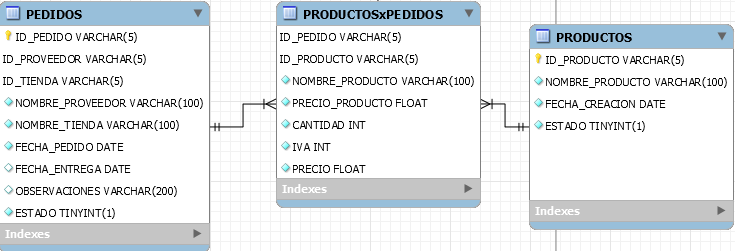 PEDIDOS
ID_PEDIDO VARCHAR(5)
ID_PROVEEDOR VARCHAR(5)
ID_TIENDA VARCHAR(5)
NOMBRE_PROVEEDOR VARCHAR(100)
NOMBRE_TIENDA VARCHAR(100)
FECHA_PEDIDO DATE
FECHA_ENTREGA DATE
OBSERVACIONES VARCHAR(200)
ESTADO TINYINT(1)
Indexes
PRODUCTOSxPEDIDOS
ID_PEDIDO VARCHAR(5)
ID_PRODUCTO VARCHAR(5)
NOMBRE_PRODUCTO VARCHAR(100)
PRECIO_PRODUCTO FLOAT
CANTIDAD INT
IVA INT
PRECIO FLOAT
Indexes
PRODUCTOS
ID_PRODUCTO VARCHAR(5)
NOMBRE_PRODUCTO VARCHAR(100)
FECHA_CREACION DATE
ESTADO TINYINT(1)
Indexes